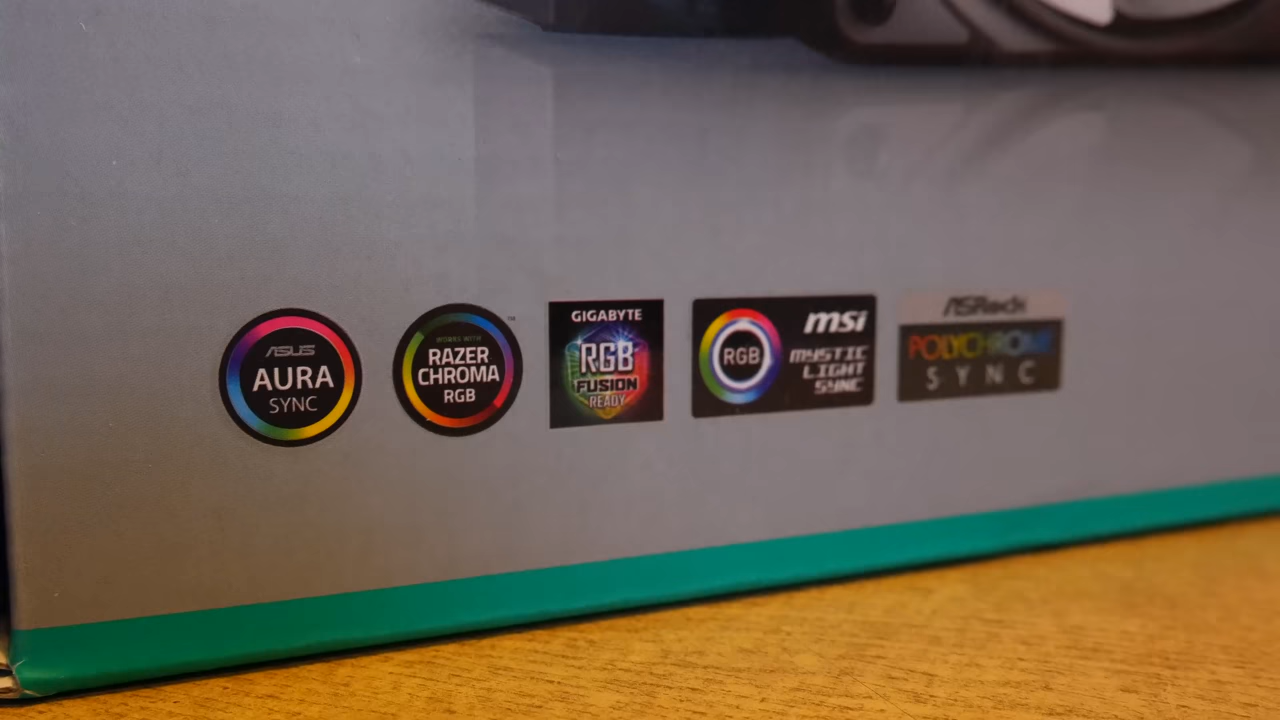 ASUS
AURA
SYNC
WORKS WITH
RAZER
CHROMA
RGB
™
GIGABYTE
RGB
FUSION
READY
RGB
msi
MYSTIC
LIGHT
SYNC
ASRock
POLYCHROME
SYNC